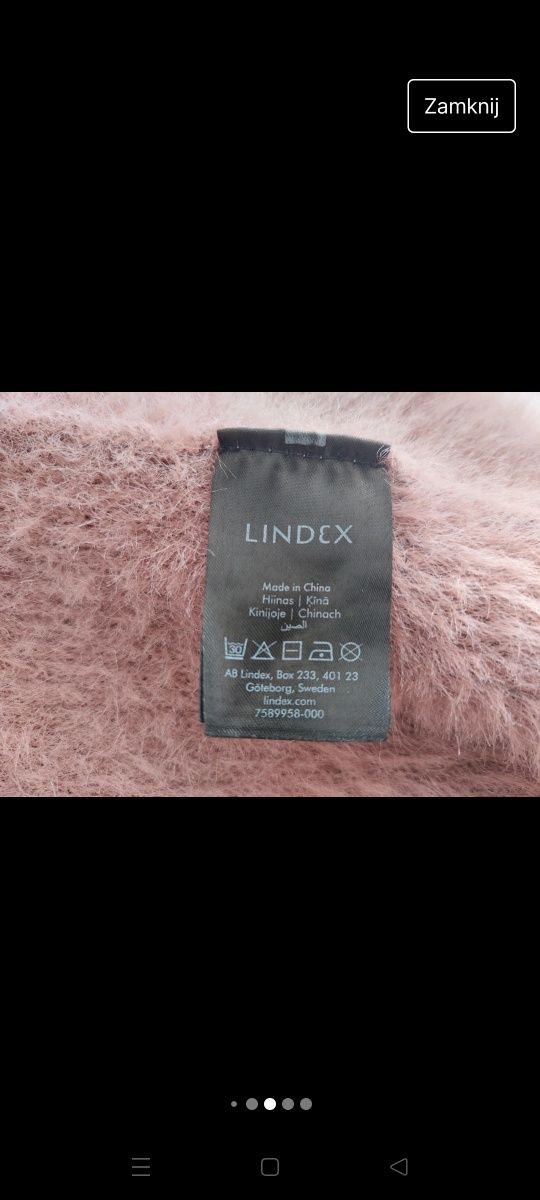 Zamknij
LINDEX
Made in China
Hiinas | Ķīnā
Kinijoje | Chinach
الصين
30
AB Lindex, Box 233, 401 23
Göteborg, Sweden
lindex.com
7589958-000